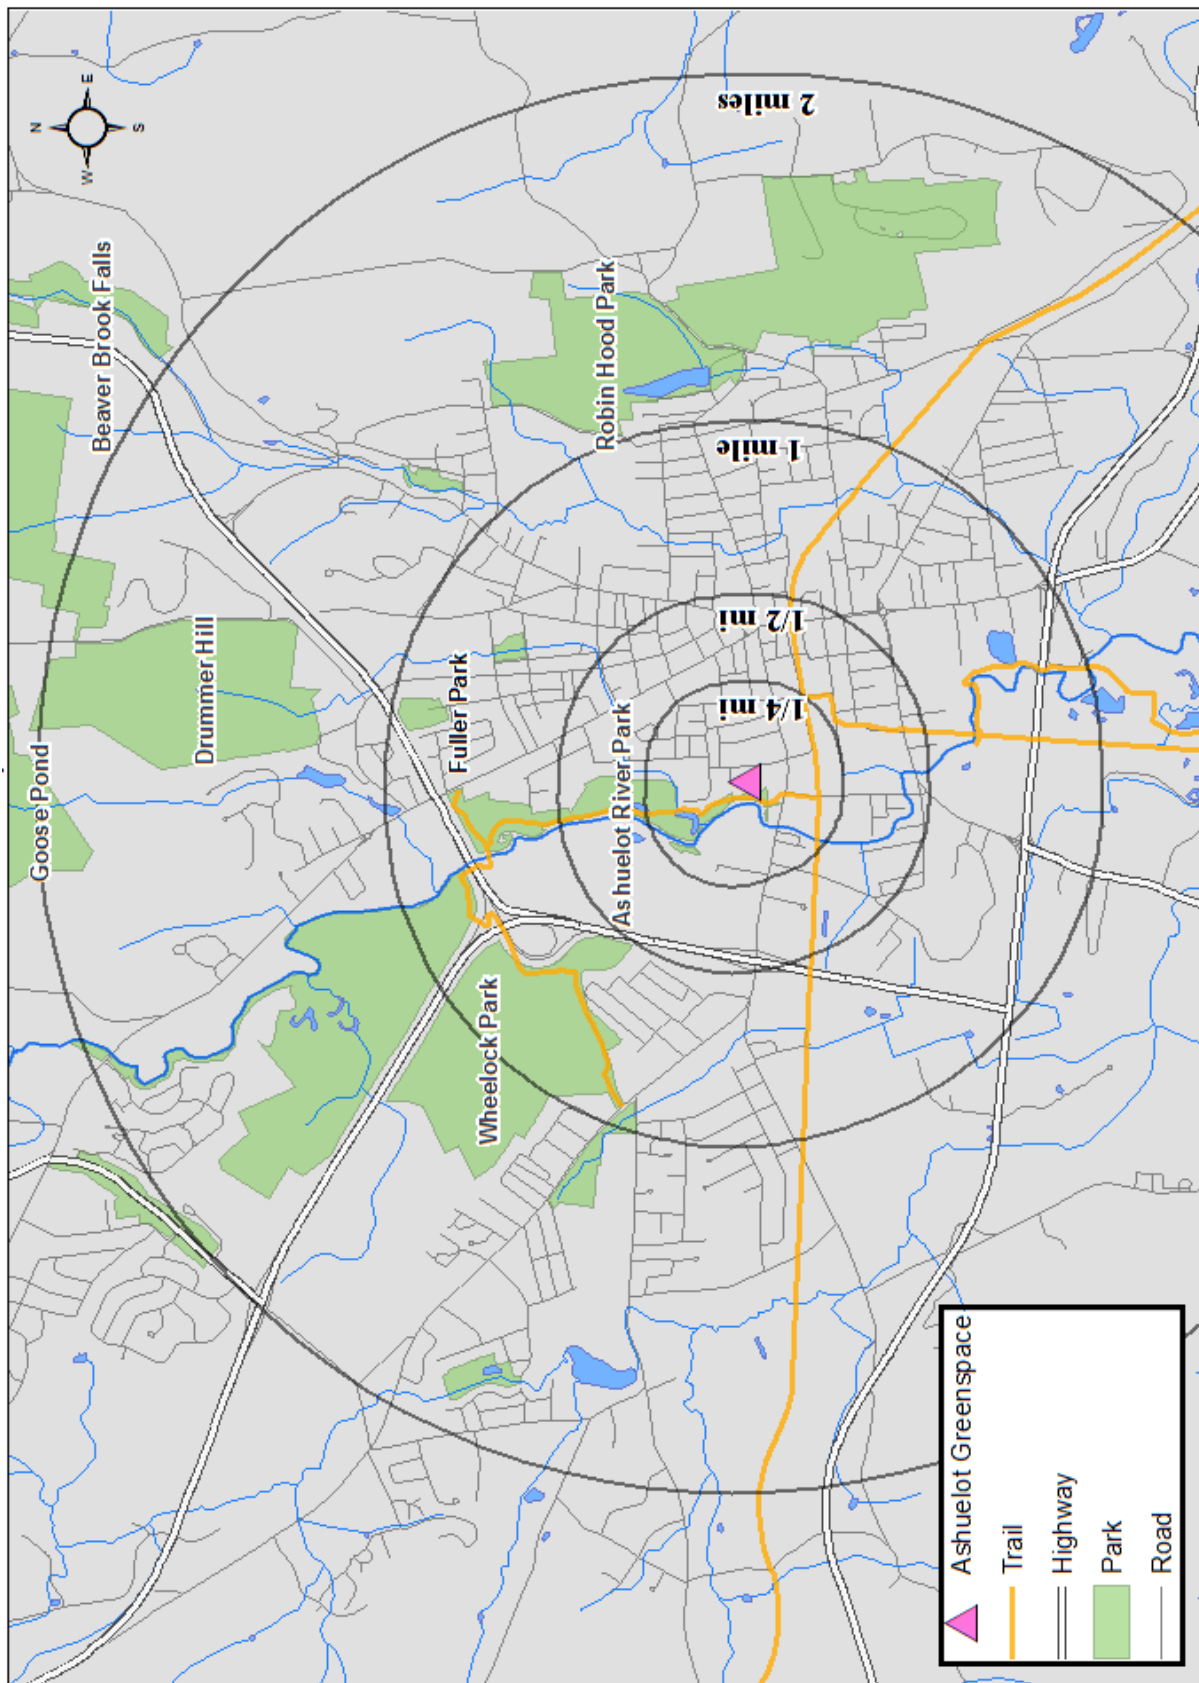 N
W
E
S
Goose Pond
Beaver Brook Falls
Drummer Hill
Fuller Park
Wheelock Park
Robin Hood Park
Ashuelot River Park
2 miles
1 mile
1/2 mi
1/4 mi
Ashuelot Greenspace
Trail
Highway
Park
Road